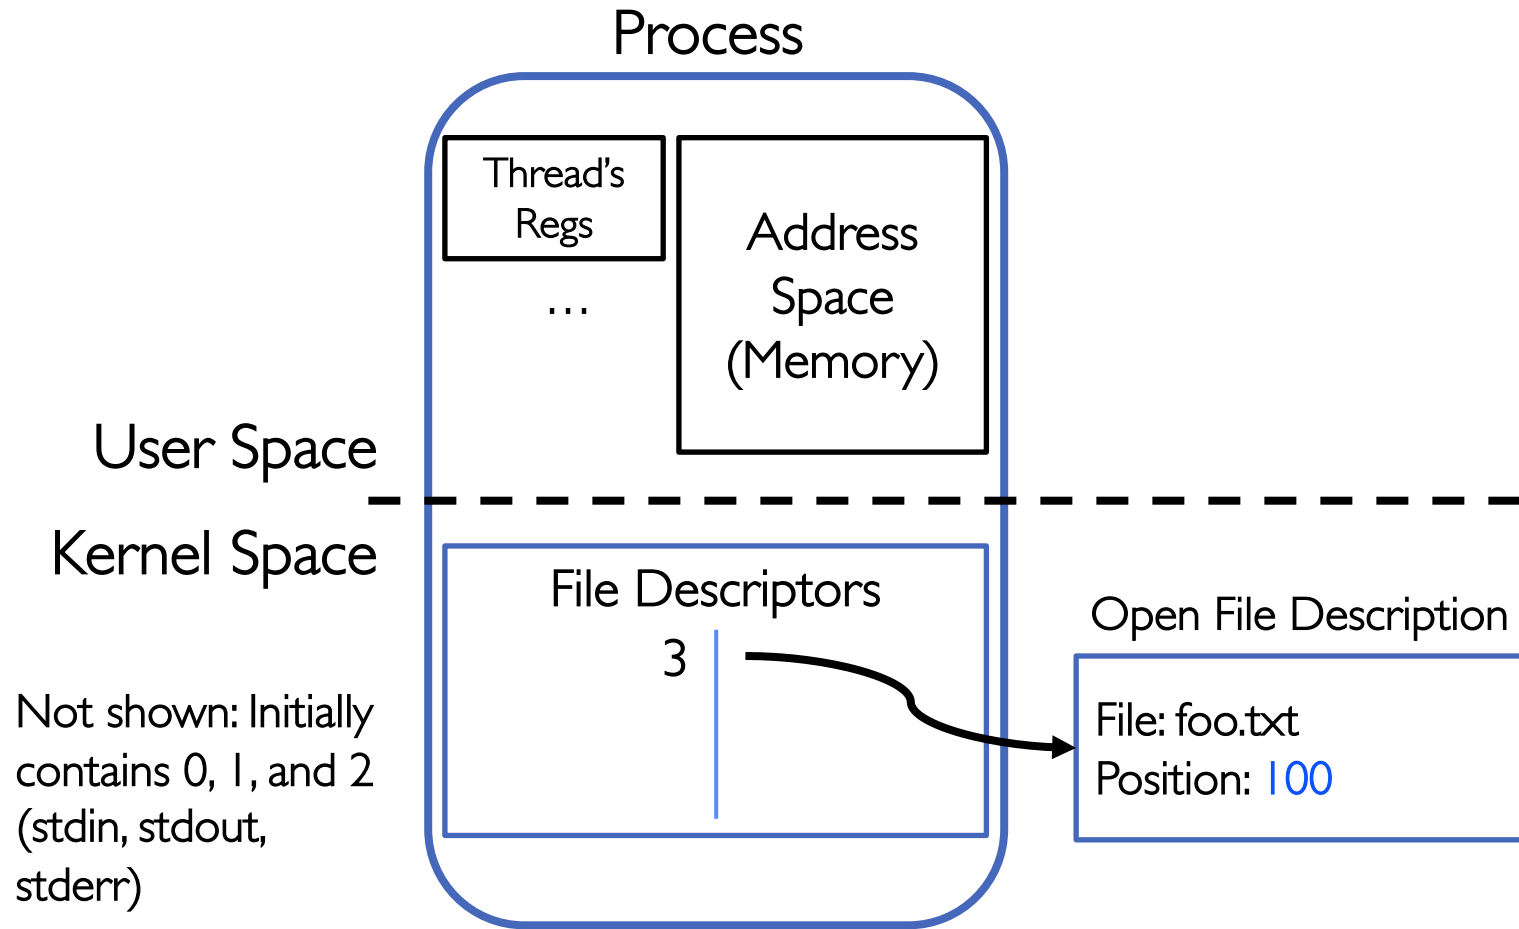 Process
Thread's
Regs
...
Address
Space
(Memory)
User Space
Kernel Space
File Descriptors
3
Not shown: Initially
contains 0, 1, and 2
(stdin, stdout,
stderr)
Open File Description
File: foo.txt
Position: 100